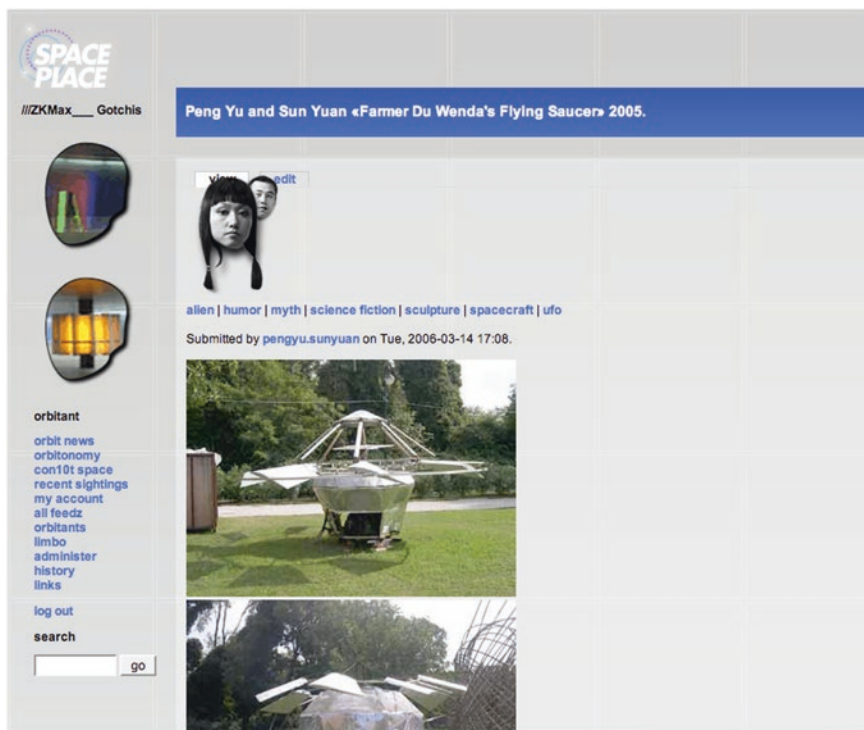 SPACE
PLACE
///ZKMax___ Gotchis
Peng Yu and Sun Yuan «Farmer Du Wenda's Flying Saucer» 2005.
view edit
alien | humor | myth | science fiction | sculpture | spacecraft | ufo
Submitted by pengyu.sunyuan on Tue, 2006-03-14 17:08.
orbitant
orbit news
orbitonomy
con10t space
recent sightings
my account
all feedz
orbitants
limbo
administer
history
links
log out
search
go